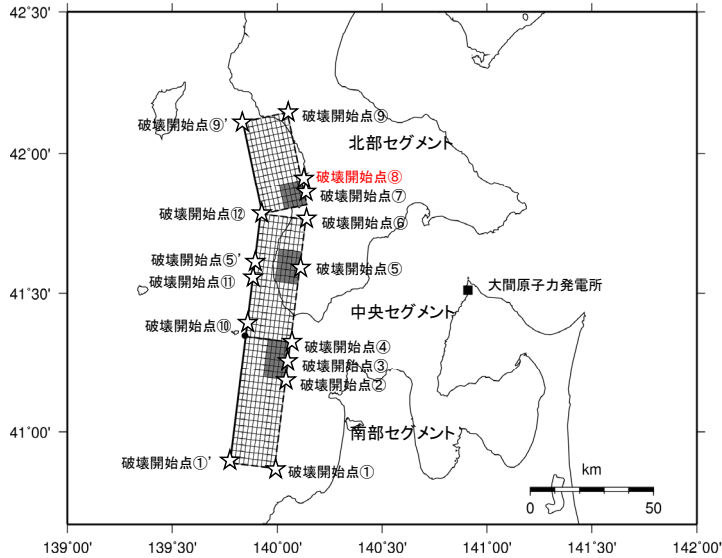 42˚30'
破壊開始点⑨'
破壊開始点⑨
北部セグメント
42˚00'
破壊開始点⑧
破壊開始点⑦
破壊開始点⑫
破壊開始点⑥
破壊開始点⑤'
破壊開始点⑤
破壊開始点⑪
大間原子力発電所
41˚30'
中央セグメント
破壊開始点⑩
破壊開始点④
破壊開始点③
破壊開始点②
南部セグメント
41˚00'
破壊開始点①'
破壊開始点①
km
0 50
139˚00' 139˚30' 140˚00' 140˚30' 141˚00' 141˚30' 142˚00'